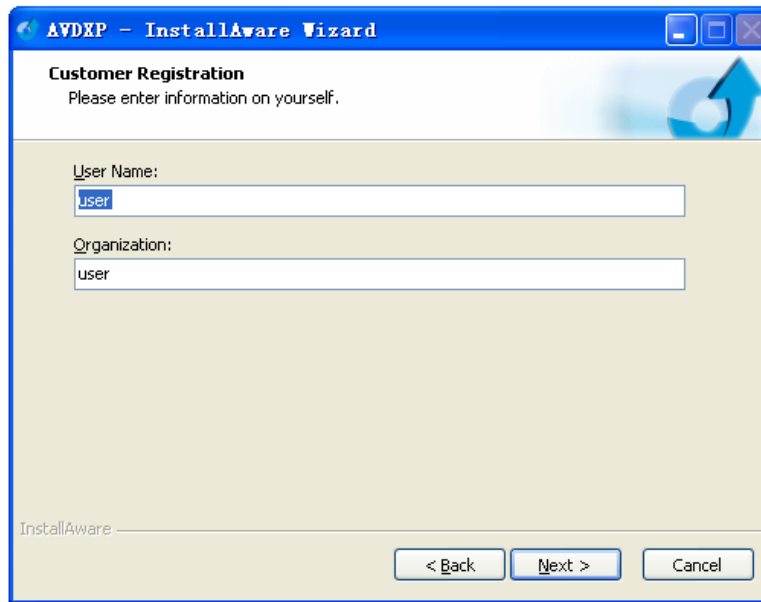 AVDXP - InstallAware Wizard
Customer Registration
Please enter information on yourself.
User Name:
user
Organization:
user
InstallAware
< Back Next > Cancel